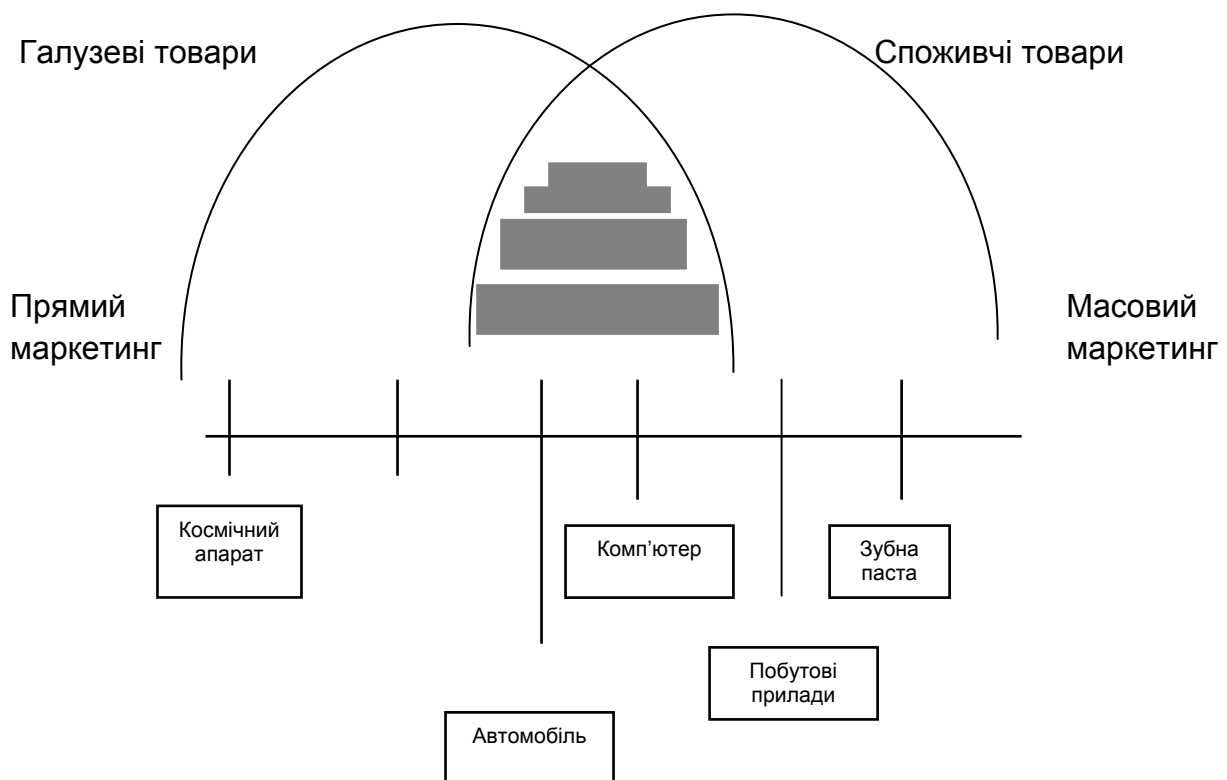 Галузеві товари
Споживчі товари
Прямий
маркетинг
Масовий
маркетинг
Космічний
апарат
Комп’ютер
Зубна
паста
Побутові
прилади
Автомобіль